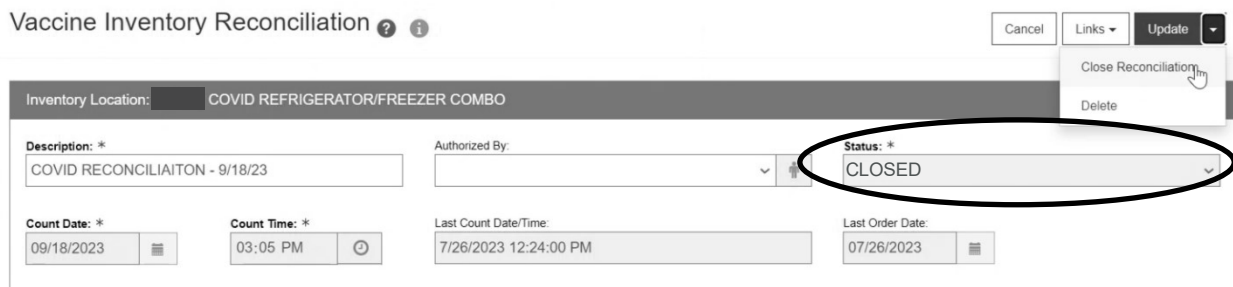 Vaccine Inventory Reconciliation ? i
Cancel
Links
Update
Close Reconciliation
Delete
Inventory Location: COVID REFRIGERATOR/FREEZER COMBO
Description: *
COVID RECONCILIAITON - 9/18/23
Authorized By:
Status: *
CLOSED
Count Date: *
09/18/2023
Count Time: *
03:05 PM
Last Count Date/Time:
7/26/2023 12:24:00 PM
Last Order Date:
07/26/2023